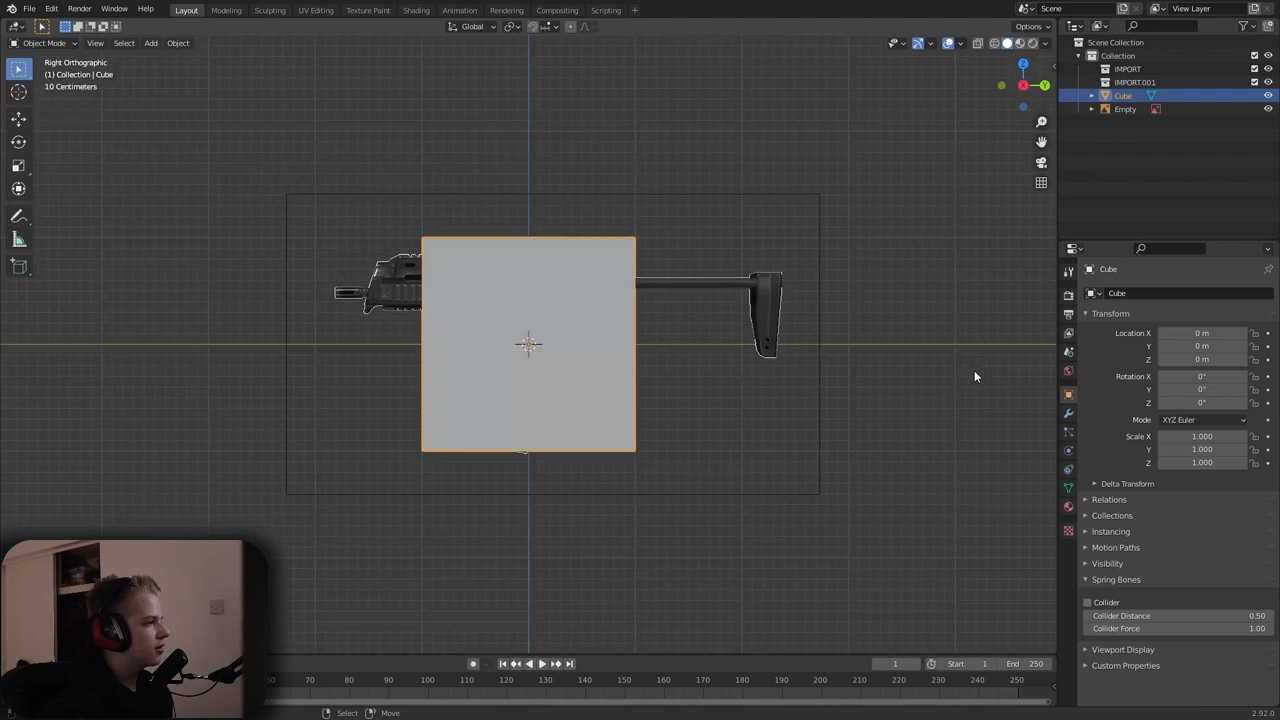 File Edit Render Window Help
Layout Modeling Sculpting UV Editing Texture Paint Shading Animation Rendering Compositing Scripting +
Scene View Layer
Global Options
Object Mode View Select Add Object
Right Orthographic
(1) Collection | Cube
10 Centimeters
Z
X
Y
Scene Collection
Collection
IMPORT
IMPORT.001
Cube
Empty
Cube
Cube
Transform
Location X 0 m
Y 0 m
Z 0 m
Rotation X 0°
Y 0°
Z 0°
Mode XYZ Euler
Scale X 1.000
Y 1.000
Z 1.000
Delta Transform
Relations
Collections
Instancing
Motion Paths
Visibility
Spring Bones
Collider
Collider Distance 0.50
Collider Force 1.00
Viewport Display
Custom Properties
1 Start 1 End 250
60 70 80 90 100 110 120 130 140 150 160 170 180 190 200 210 220 230 240 250
Select Move 2.92.0